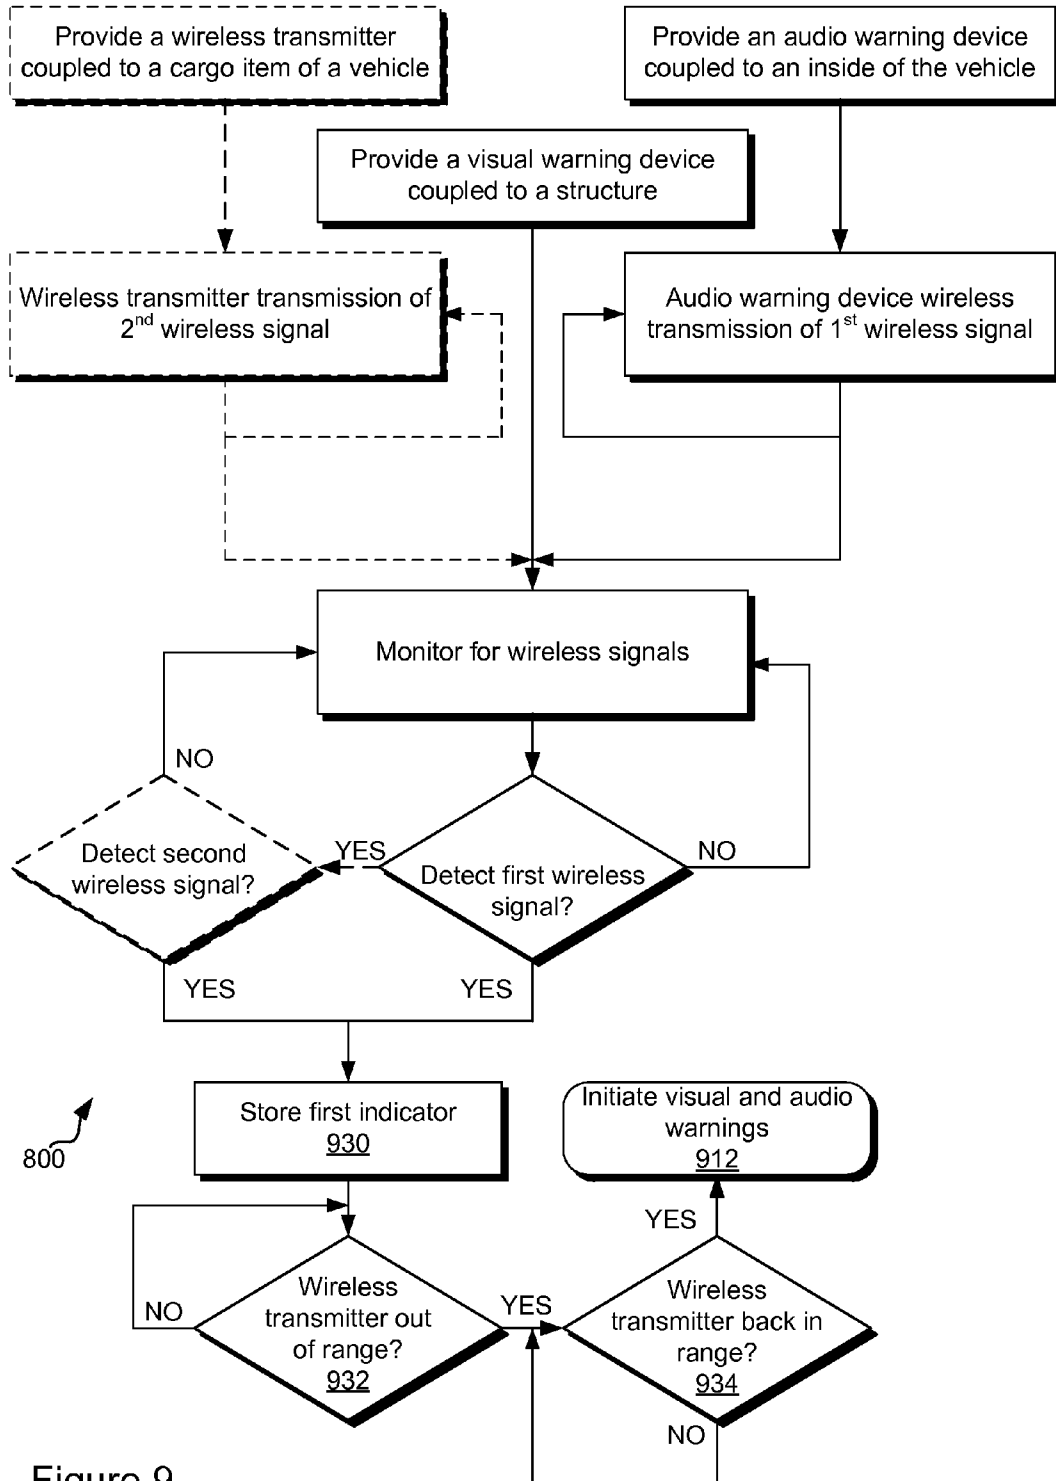 Provide a wireless transmitter
coupled to a cargo item of a vehicle
Provide an audio warning device
coupled to an inside of the vehicle
Provide a visual warning device
coupled to a structure
Wireless transmitter transmission of
2nd wireless signal
Audio warning device wireless
transmission of 1st wireless signal
Monitor for wireless signals
NO
Detect second
wireless signal?
YES
Detect first wireless
signal?
NO
YES
YES
Store first indicator
930
Initiate visual and audio
warnings
912
800
YES
Wireless
transmitter out
of range?
932
NO
YES
Wireless
transmitter back in
range?
934
NO
Figure 9